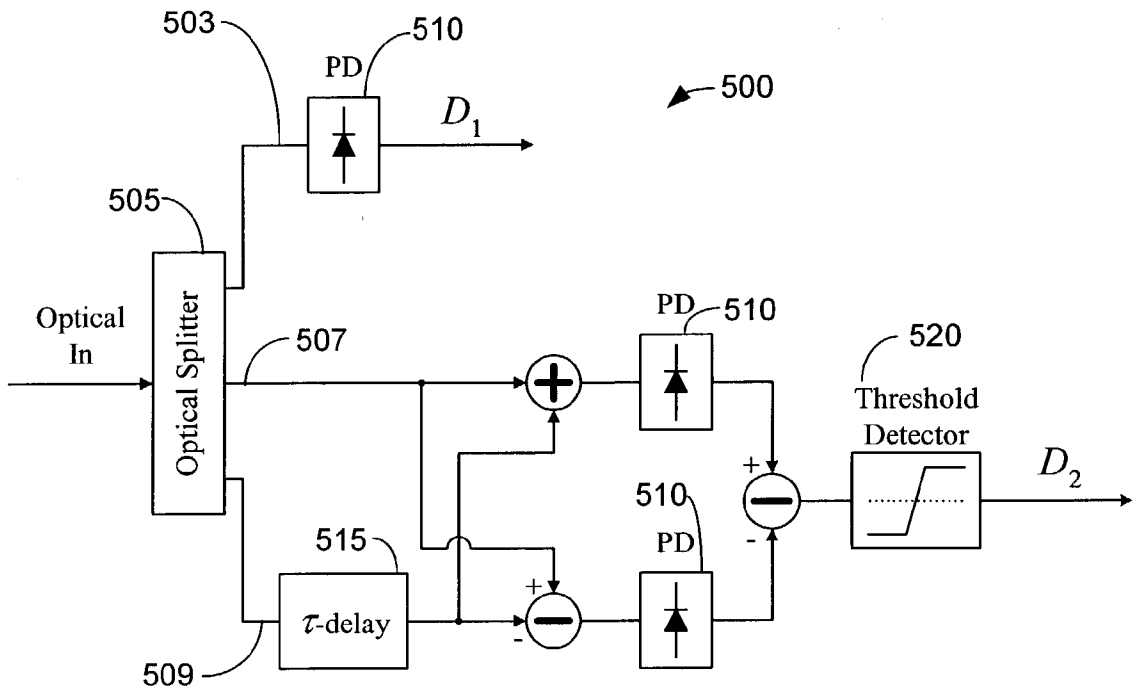 503
510
PD
500
D1
505
Optical
In
Optical Splitter
507
PD
510
520
Threshold
Detector
+
-
D2
510
PD
515
τ-delay
+
-
509